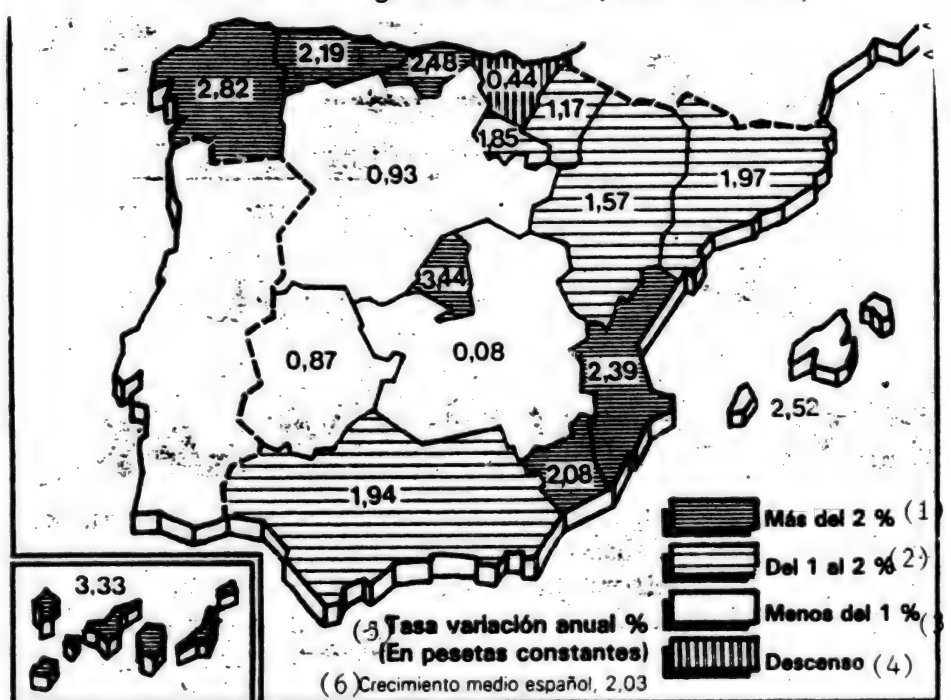 2,19
2,48
0,44
2,82
1,17
1,85
0,93
1,97
1,57
3,44
0,87
0,08
2,39
2,52
2,08
1,94
Más del 2 % (1)
Del 1 al 2 % (2)
3,33
Menos del 1 %
(5) Tasa variación anual %
(En pesetas constantes)
Descenso (4)
(6) Crecimiento medio español, 2,03